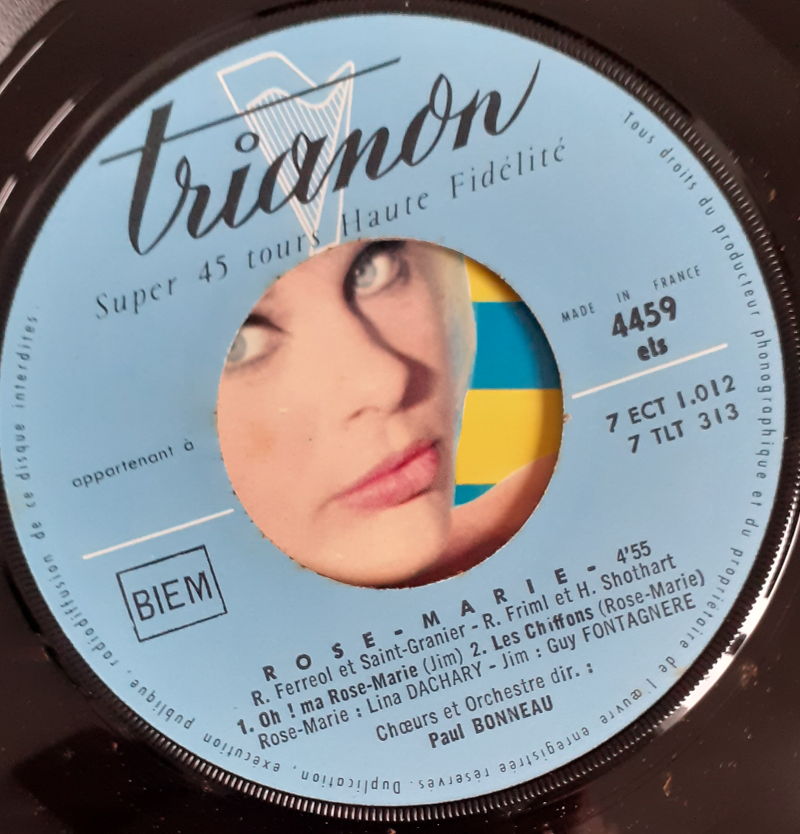 trianon
Super 45 tours Haute Fidélité
MADE IN FRANCE
4459
els
7 ECT 1.012
7 TLT 313
appartenant à
BIEM
ROSE-MARIE - 4'55
R. Ferreol et Saint-Granier - R. Friml et H. Shothart
1. Oh ! ma Rose-Marie (Jim) 2. Les Chiffons (Rose-Marie)
Rose-Marie : Lina DACHARY - Jim : Guy FONTAGNERE
Chœurs et Orchestre dir. :
Paul BONNEAU
Tous droits du producteur phonographique et du propriétaire de l'œuvre enregistrée réservés. Duplication, exécution publique, radiodiffusion de ce disque interdites.